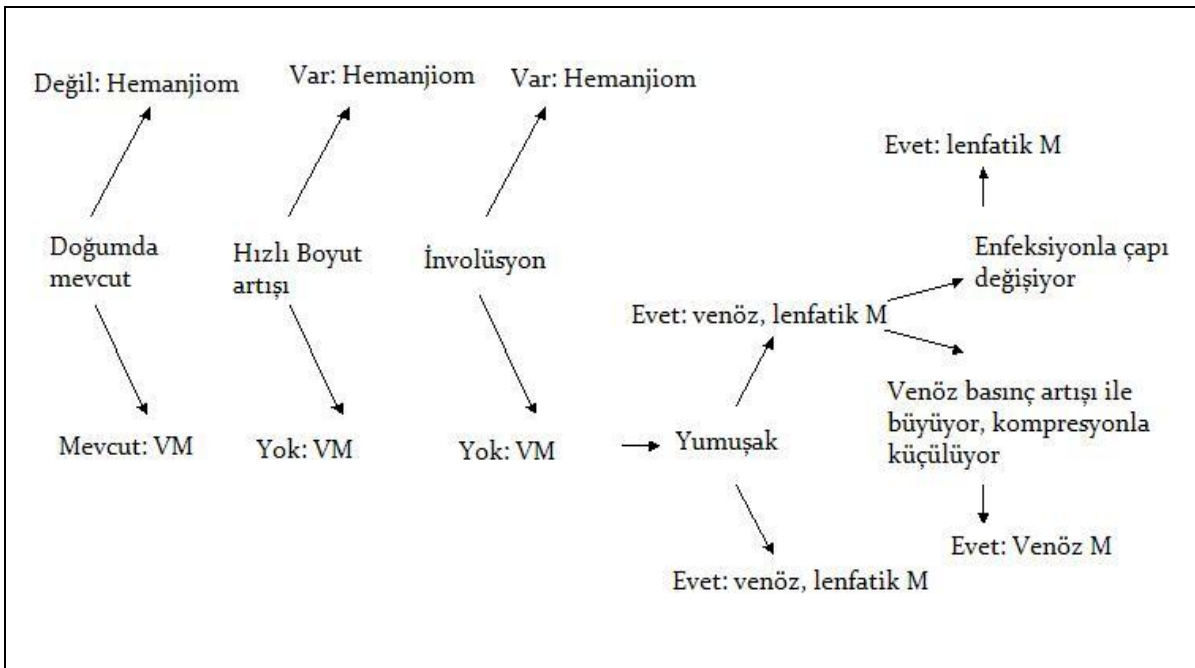 Değil: Hemanjiom
Var: Hemanjiom
Var: Hemanjiom
Evet: lenfatik M
Doğumda
mevcut
Hızlı Boyut
artışı
İnvolüsyon
Enfeksiyonla çapı
değişiyor
Evet: venöz, lenfatik M
Venöz basınç artışı ile
büyüyor, kompresyonla
küçülüyor
Mevcut: VM
Yok: VM
Yok: VM
Yumuşak
Evet: Venöz M
Evet: venöz, lenfatik M